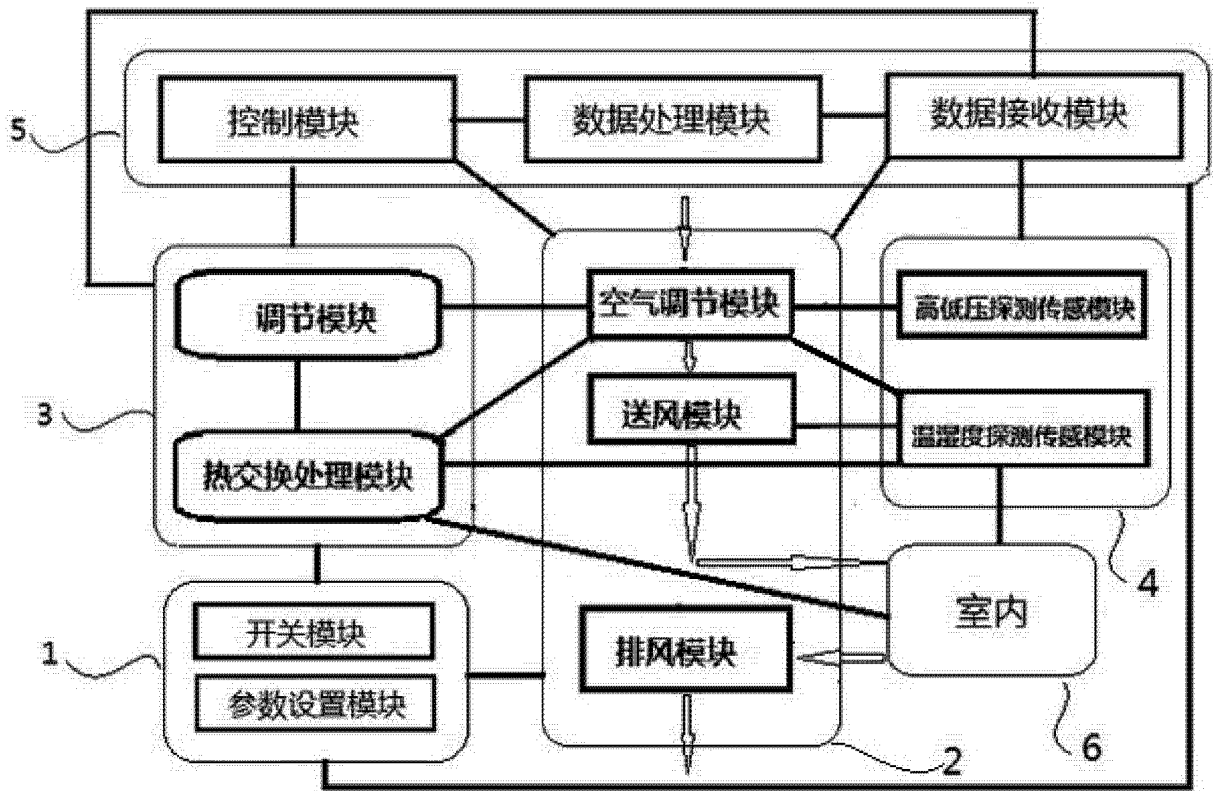 控制模块
数据处理模块
数据接收模块
5
调节模块
空气调节模块
高低压探测传感模块
3
送风模块
温湿度探测传感模块
热交换处理模块
4
室内
开关模块
1
排风模块
参数设置模块
6
2